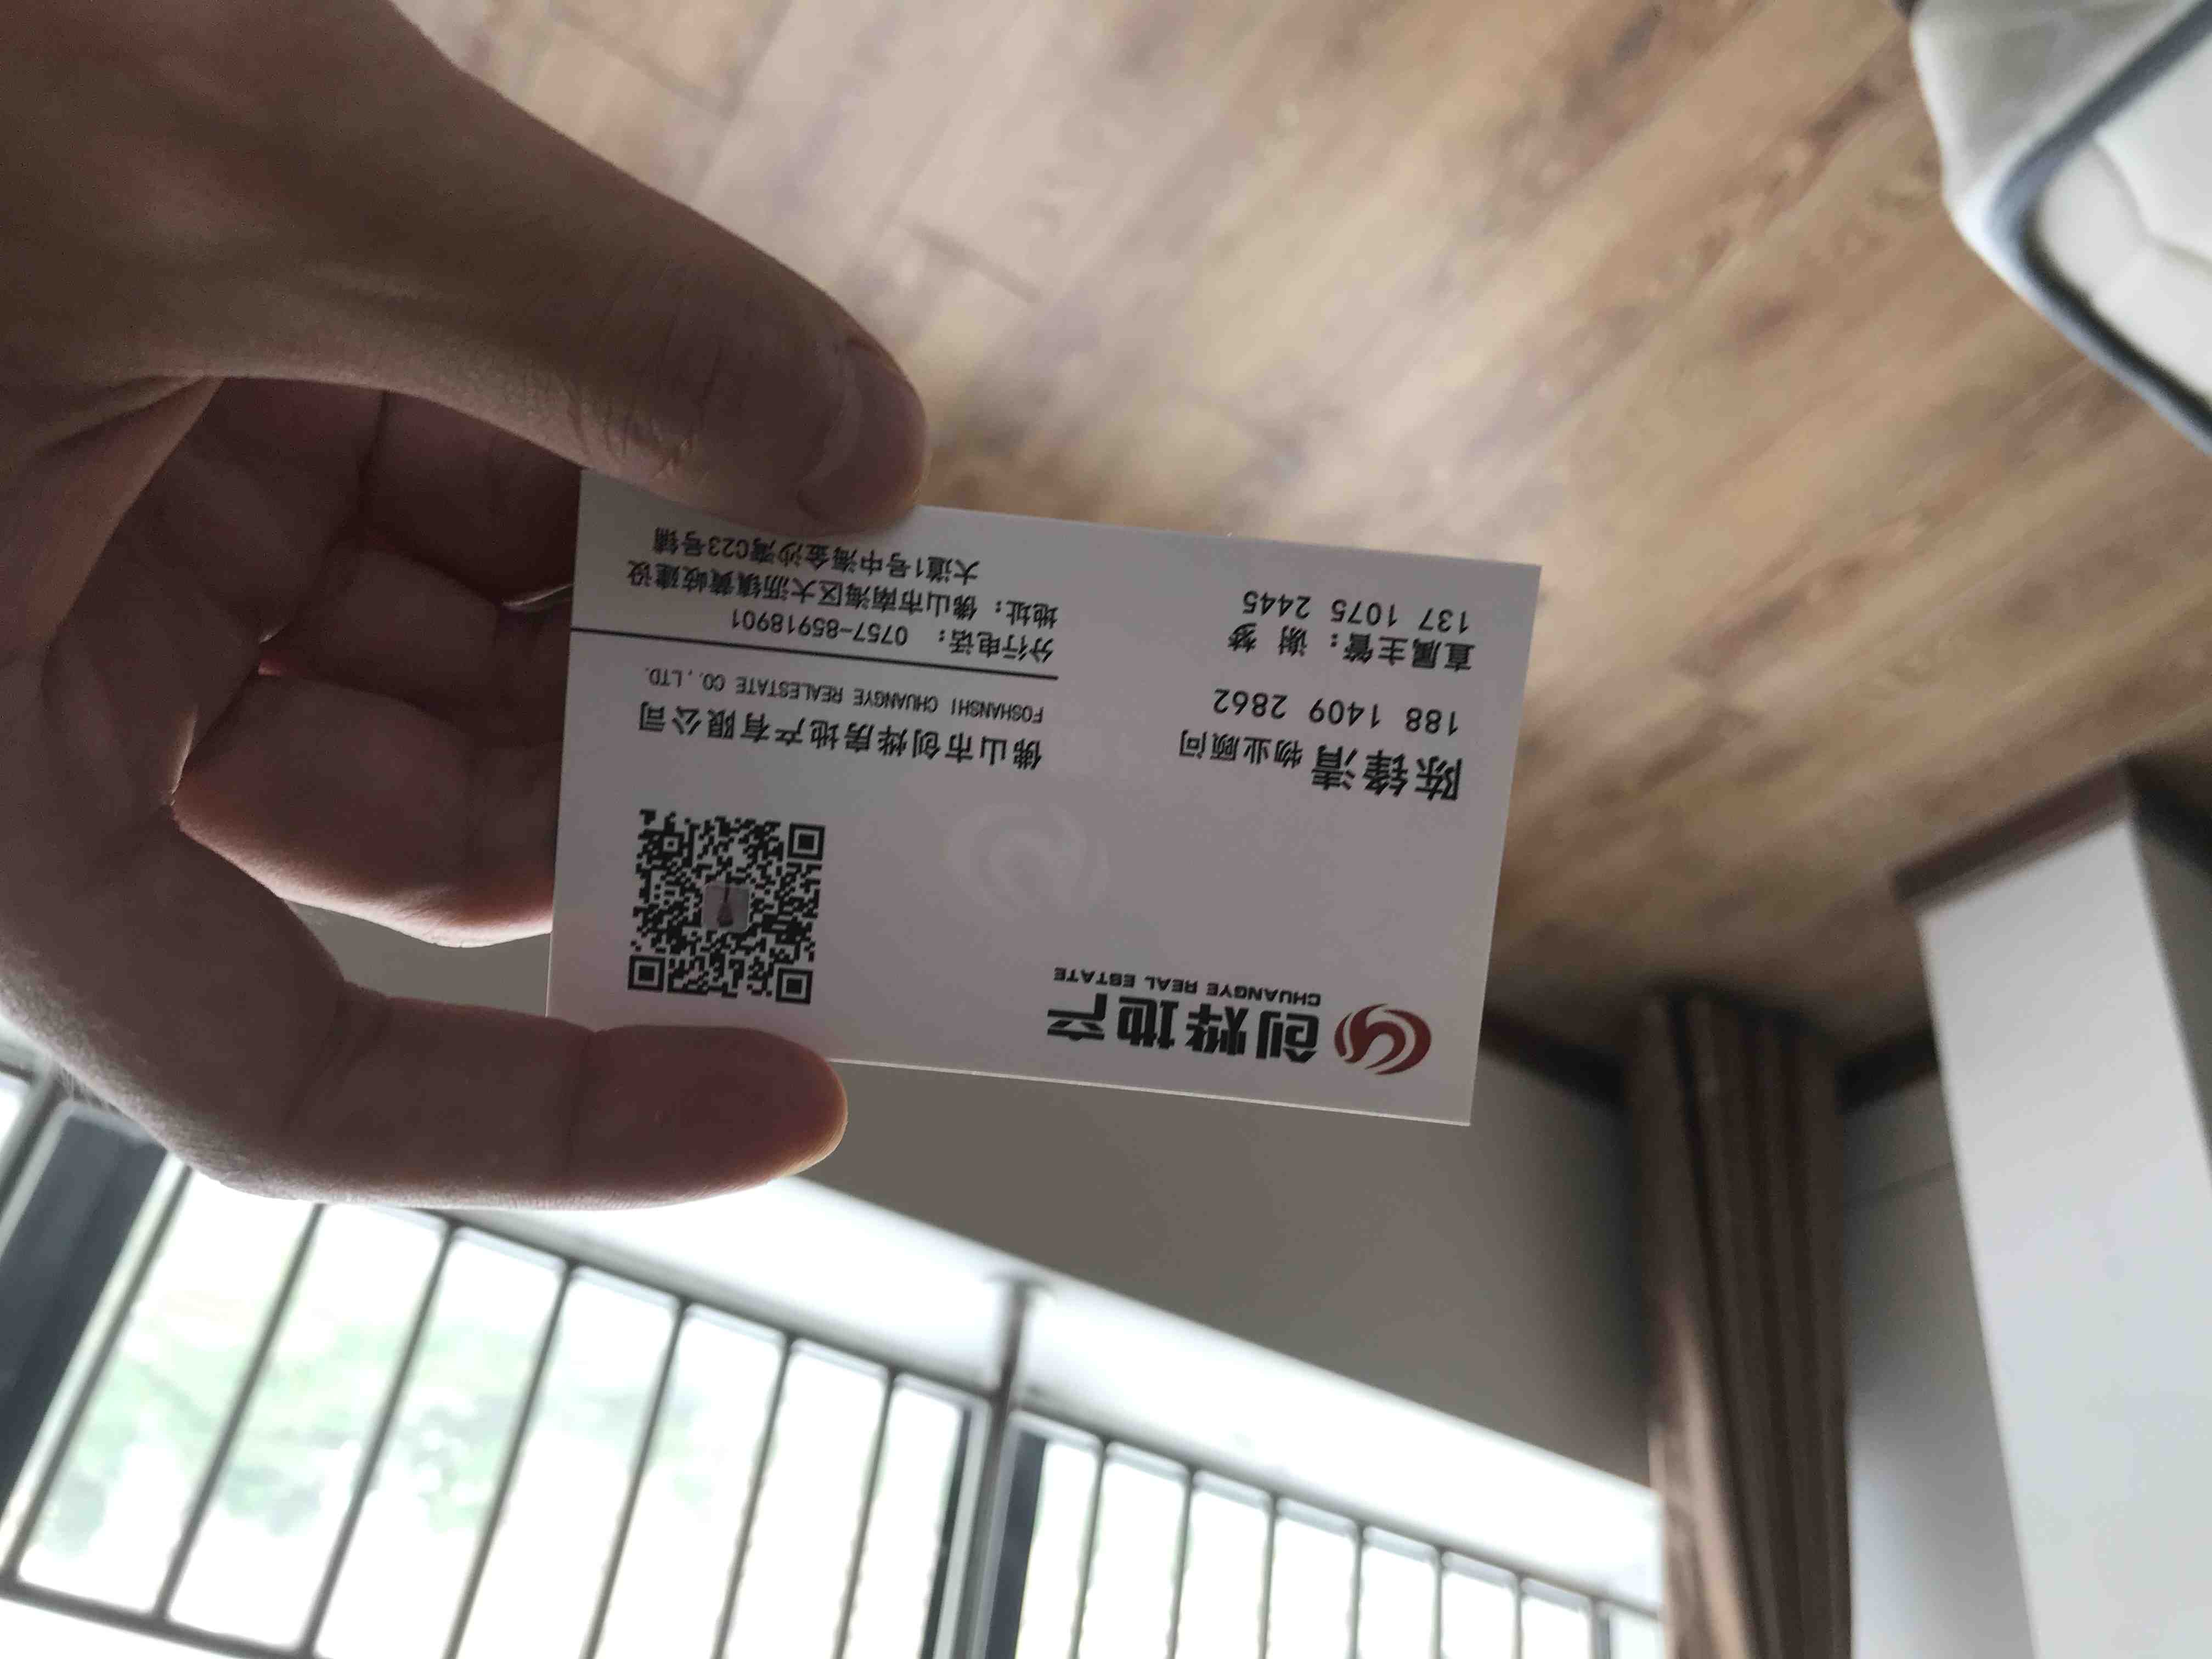 创烨地产
CHUANGYE REAL ESTATE
陈锋清 物业顾问
188 1409 2862
直属主管：谢 梦
137 1075 2445
佛山市创烨房地产有限公司
FOSHANSHI CHUANGYE REALESTATE CO.,LTD.
分行电话：0757-85918901
地址：佛山市南海区大沥镇黄岐建设
大道1号中海金沙湾C23号铺